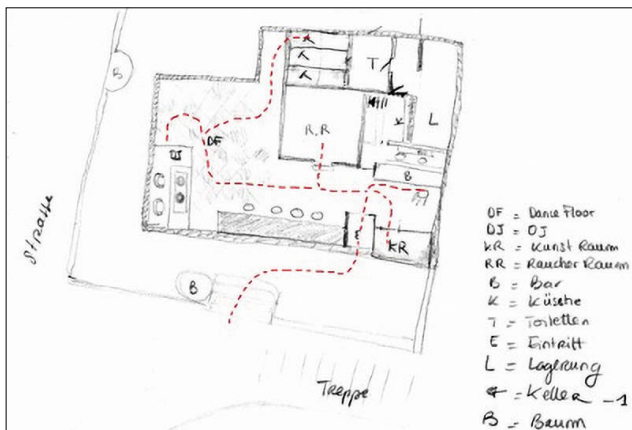 B
T
T
T
T
DF
R.R
K
L
DJ
B
E
KR
B
Strasse
Treppe
DF = Dance Floor
DJ = DJ
KR = Kunst Raum
RR = Raucher Raum
B = Bar
K = Küsche
T = Toiletten
E = Eintritt
L = Lagerung
= Keller -1
B = Baum